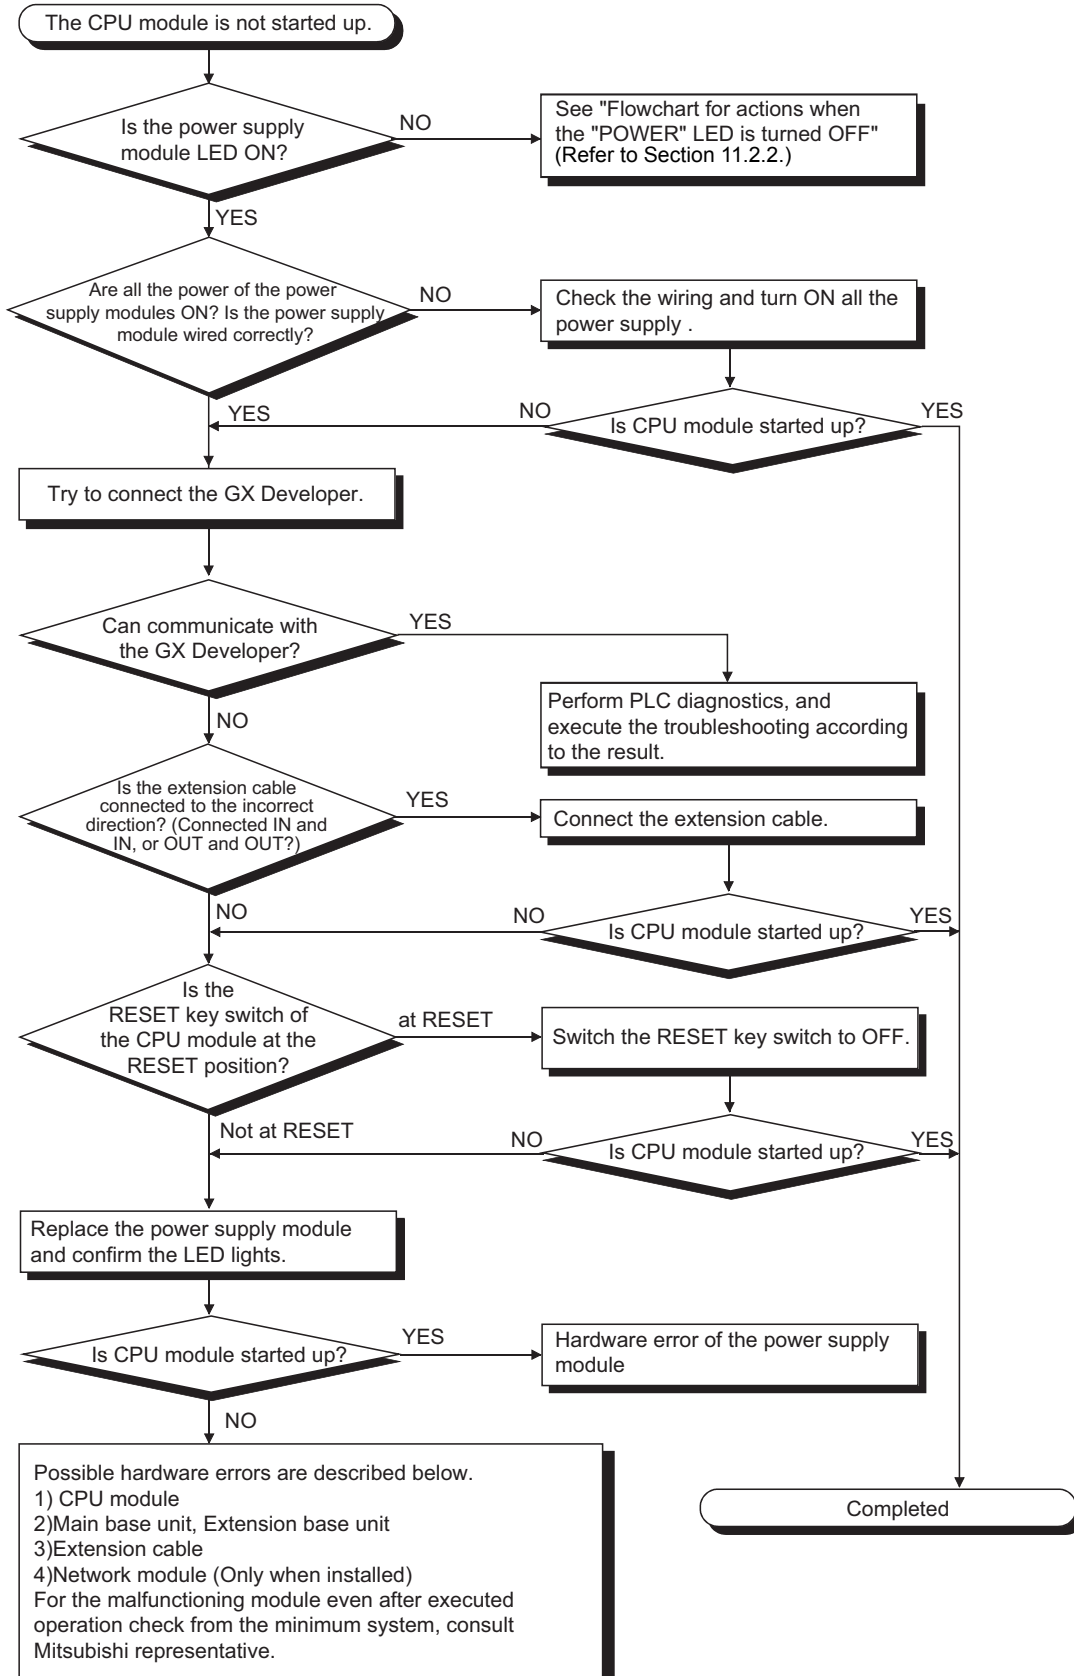 The CPU module is not started up.
Is the power supply
module LED ON?
NO
See "Flowchart for actions when
the "POWER" LED is turned OFF"
(Refer to Section 11.2.2.)
YES
Are all the power of the power
supply modules ON? Is the power supply
module wired correctly?
NO
Check the wiring and turn ON all the
power supply .
YES
NO
Is CPU module started up?
YES
Try to connect the GX Developer.
Can communicate with
the GX Developer?
YES
Perform PLC diagnostics, and
execute the troubleshooting according
to the result.
NO
Is the extension cable
connected to the incorrect
direction? (Connected IN and
IN, or OUT and OUT?)
YES
Connect the extension cable.
NO
NO
Is CPU module started up?
YES
Is the
RESET key switch of
the CPU module at the
RESET position?
at RESET
Switch the RESET key switch to OFF.
Not at RESET
NO
Is CPU module started up?
YES
Replace the power supply module
and confirm the LED lights.
Is CPU module started up?
YES
Hardware error of the power supply
module
NO
Possible hardware errors are described below.
1) CPU module
2)Main base unit, Extension base unit
3)Extension cable
4)Network module (Only when installed)
For the malfunctioning module even after executed
operation check from the minimum system, consult
Mitsubishi representative.
Completed